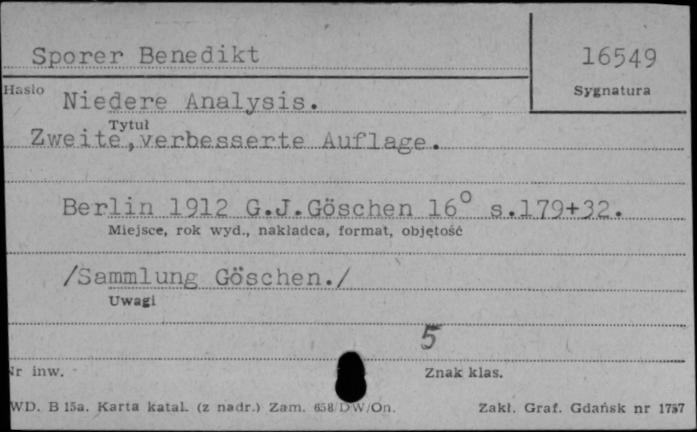 Sporer Benedikt
16549
Hasło
Sygnatura
Niedere Analysis.
Tytuł
Zweite, verbesserte Auflage.
Berlin 1912 G.J.Göschen 16° s.179+32.
Miejsce, rok wyd., nakładca, format, objętość
/Sammlung Göschen./
Uwagi
5
Nr inw.
Znak klas.
WD. B 15a. Karta katal. (z nadr.) Zam. 658/DW/On.
Zakł. Graf. Gdańsk nr 1757